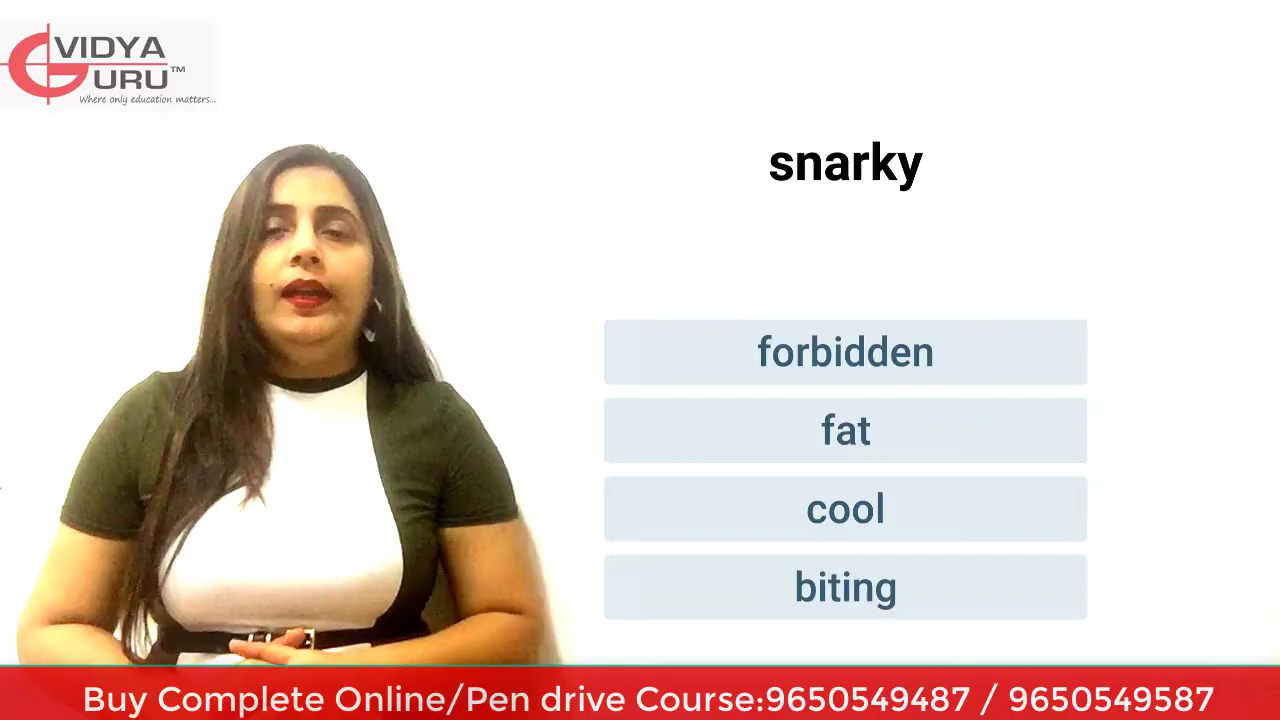 VIDYA
GURU™
Where only education matters...
snarky
forbidden
fat
cool
biting
Buy Complete Online/Pen drive Course:9650549487 / 9650549587